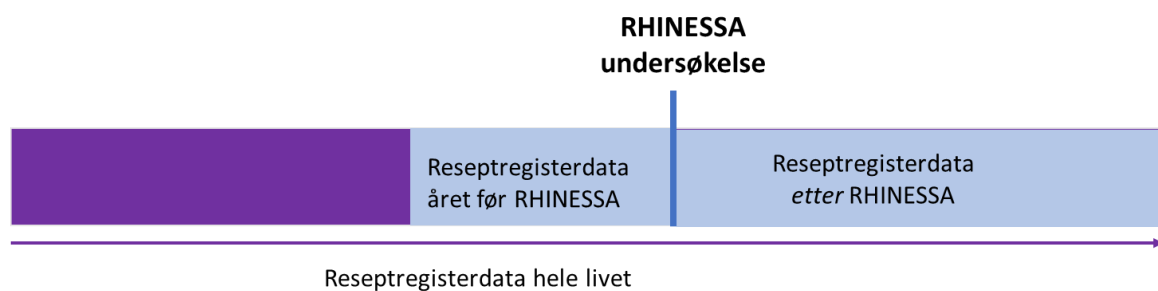 RHINESSA
undersøkelse
Reseptregisterdata
året før RHINESSA
Reseptregisterdata
etter RHINESSA
Reseptregisterdata hele livet